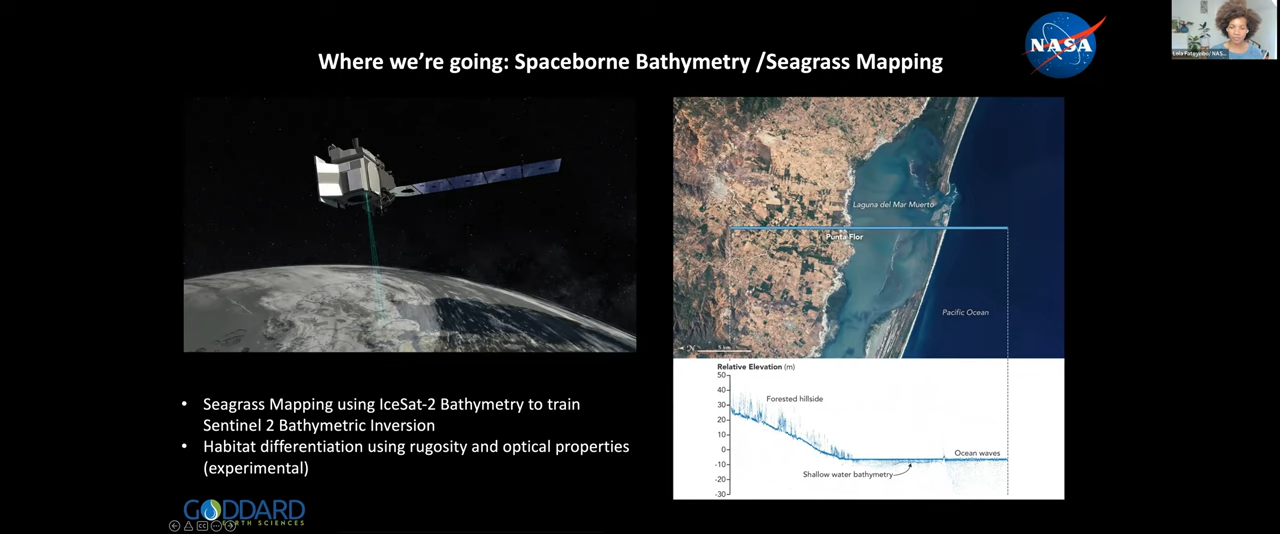 Where we're going: Spaceborne Bathymetry /Seagrass Mapping
NASA
Laguna del Mar Muerto
Punta Flor
Pacific Ocean
5 km
Relative Elevation (m)
50
40
30
20
10
0
-10
-20
-30
Forested hillside
Ocean waves
Shallow water bathymetry
• Seagrass Mapping using IceSat-2 Bathymetry to train
Sentinel 2 Bathymetric Inversion
• Habitat differentiation using rugosity and optical properties
(experimental)
GODDARD
EARTH SCIENCES